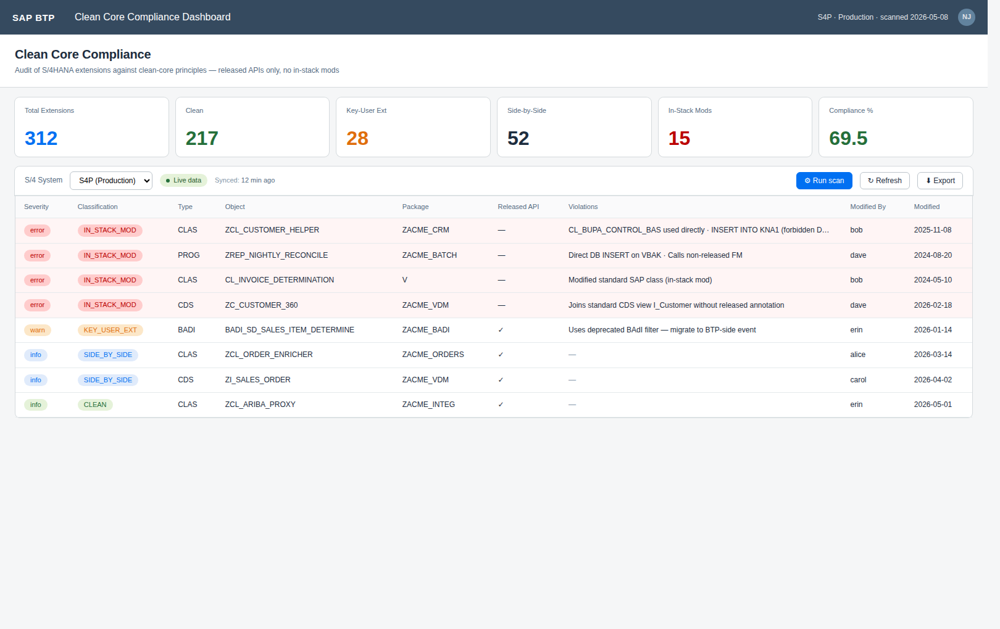 SAP BTP Clean Core Compliance Dashboard S4P · Production · scanned 2026-05-08 NJ
Clean Core Compliance
Audit of S/4HANA extensions against clean-core principles — released APIs only, no in-stack mods
Total Extensions Clean Key-User Ext Side-by-Side In-Stack Mods Compliance %
312 217 28 52 15 69.5
S/4 System S4P (Production) Live data Synced: 12 min ago ⚙ Run scan ↻ Refresh ⬇ Export
Severity Classification Type Object Package Released API Violations Modified By Modified
error IN_STACK_MOD CLAS ZCL_CUSTOMER_HELPER ZACME_CRM — CL_BUPA_CONTROL_BAS used directly · INSERT INTO KNA1 (forbidden D… bob 2025-11-08
error IN_STACK_MOD PROG ZREP_NIGHTLY_RECONCILE ZACME_BATCH — Direct DB INSERT on VBAK · Calls non-released FM dave 2024-08-20
error IN_STACK_MOD CLAS CL_INVOICE_DETERMINATION V — Modified standard SAP class (in-stack mod) bob 2024-05-10
error IN_STACK_MOD CDS ZC_CUSTOMER_360 ZACME_VDM — Joins standard CDS view I_Customer without released annotation dave 2026-02-18
warn KEY_USER_EXT BADI BADI_SD_SALES_ITEM_DETERMINE ZACME_BADI ✓ Uses deprecated BAdI filter — migrate to BTP-side event erin 2026-01-14
info SIDE_BY_SIDE CLAS ZCL_ORDER_ENRICHER ZACME_ORDERS ✓ — alice 2026-03-14
info SIDE_BY_SIDE CDS ZI_SALES_ORDER ZACME_VDM ✓ — carol 2026-04-02
info CLEAN CLAS ZCL_ARIBA_PROXY ZACME_INTEG ✓ — erin 2026-05-01